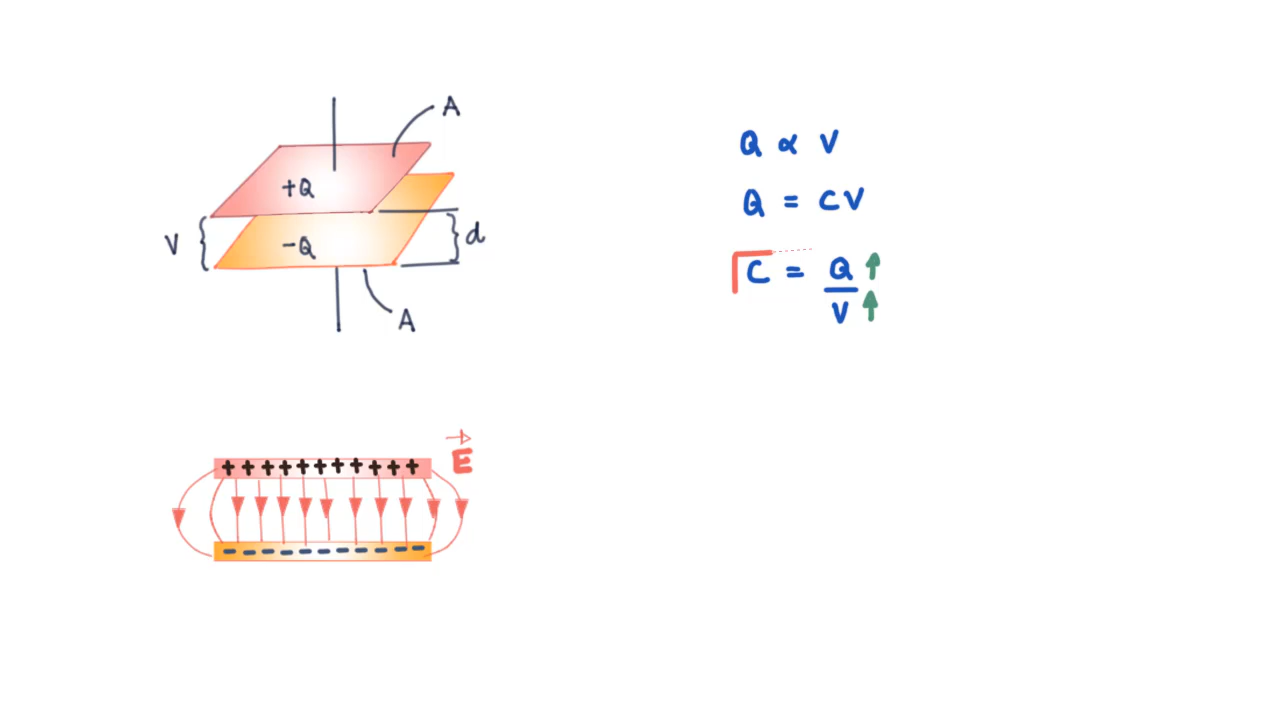 A
+Q
V
-Q
d
A
Q ∝ V
Q = CV
C = Q/V
E
+ + + + + + + + + + +
- - - - - - - - - - -